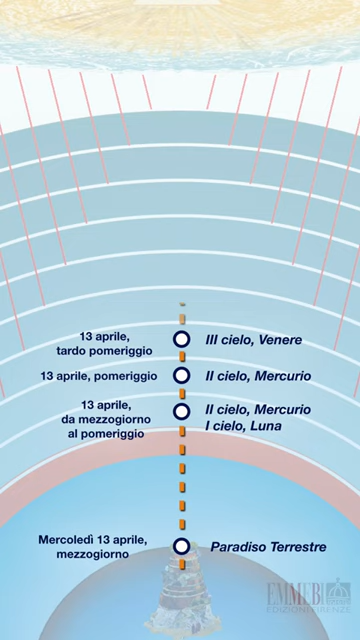 13 aprile,
tardo pomeriggio
III cielo, Venere
13 aprile, pomeriggio
II cielo, Mercurio
13 aprile,
da mezzogiorno
al pomeriggio
II cielo, Mercurio
I cielo, Luna
Mercoledì 13 aprile,
mezzogiorno
Paradiso Terrestre
EMMEBI
EDIZIONI FIRENZE